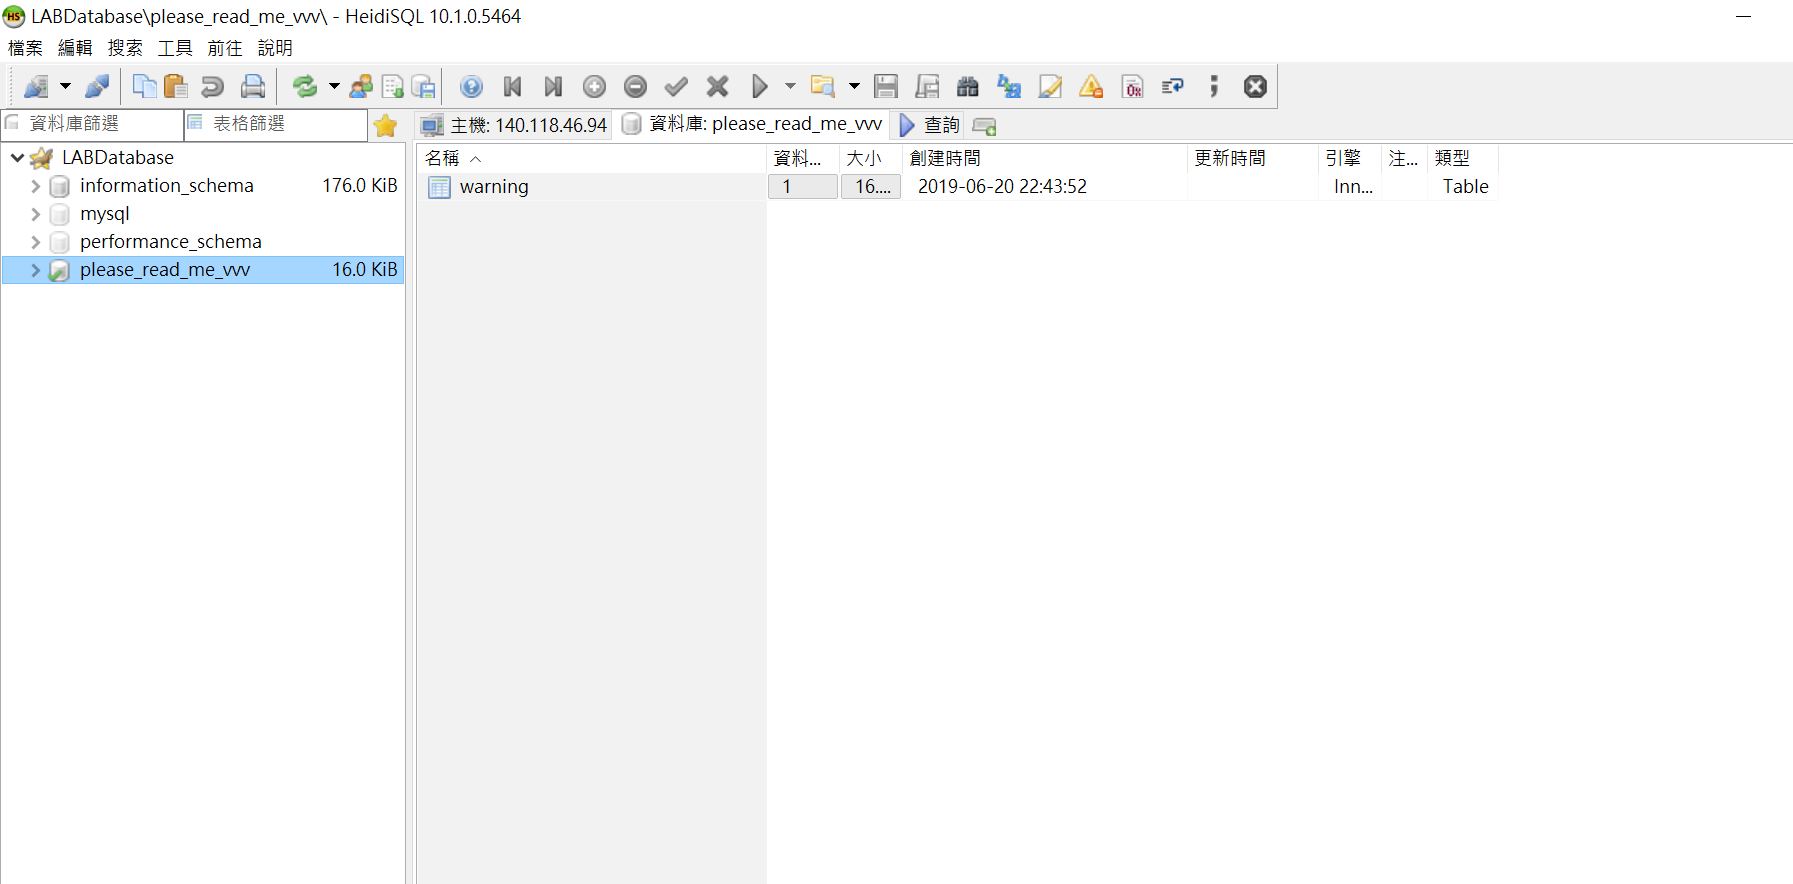 LABDatabase\please_read_me_vvv\ - HeidiSQL 10.1.0.5464
檔案 編輯 搜索 工具 前往 說明
資料庫篩選 表格篩選 主機: 140.118.46.94 資料庫: please_read_me_vvv 查詢
LABDatabase
information_schema 176.0 KiB
mysql
performance_schema
please_read_me_vvv 16.0 KiB
名稱 資料... 大小 創建時間 更新時間 引擎 注... 類型
warning 1 16.... 2019-06-20 22:43:52 Inn... Table